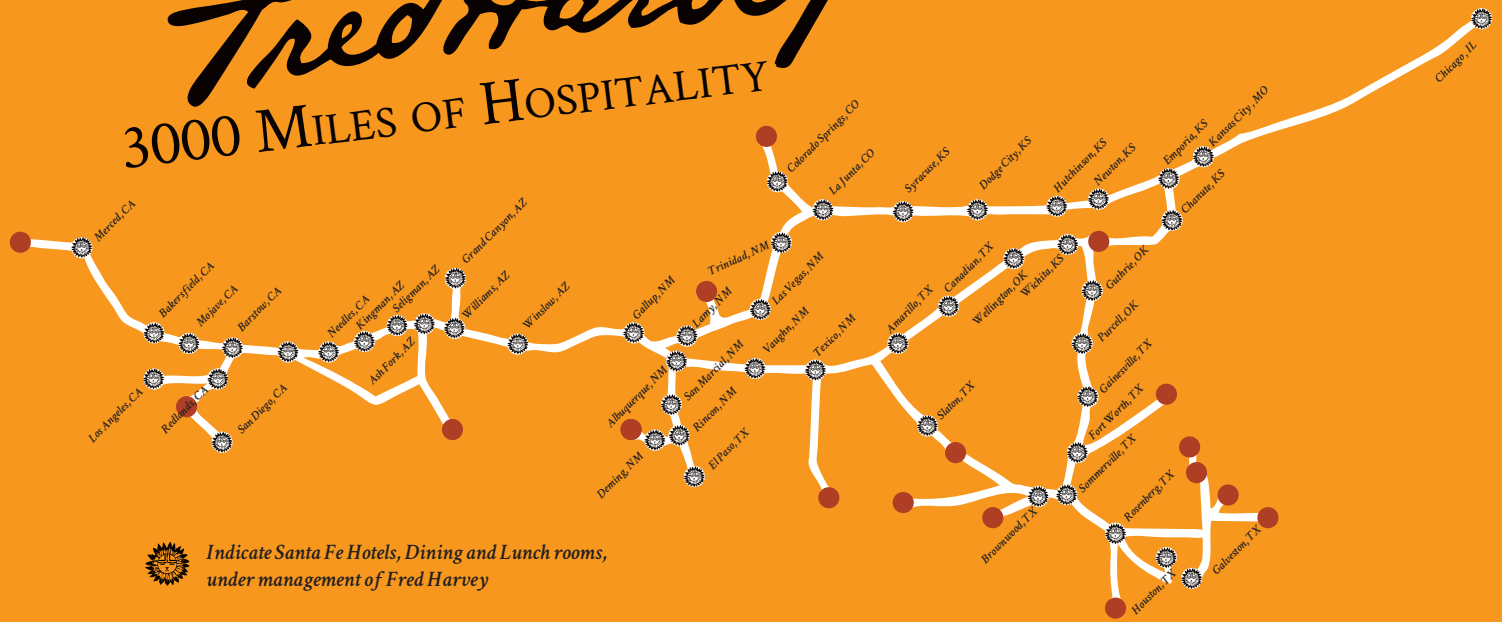 Fred Harvey
3000 Miles of Hospitality
Chicago, IL
Kansas City, MO
Emporia, KS
Chanute, KS
Newton, KS
Hutchinson, KS
Dodge City, KS
Syracuse, KS
La Junta, CO
Colorado Springs, CO
Trinidad, NM
Las Vegas, NM
Lamy, NM
Gallup, NM
Winslow, AZ
Williams, AZ
Grand Canyon, AZ
Seligman, AZ
Kingman, AZ
Needles, CA
Ash Fork, AZ
Barstow, CA
Mojave, CA
Bakersfield, CA
Merced, CA
Los Angeles, CA
Redlands, CA
San Diego, CA
Albuquerque, NM
San Marcial, NM
Rincon, NM
Deming, NM
El Paso, TX
Vaughn, NM
Texico, NM
Amarillo, TX
Canadian, TX
Wellington, OK
Wichita, KS
Guthrie, OK
Purcell, OK
Gainesville, TX
Fort Worth, TX
Slaton, TX
Sommerville, TX
Brownwood, TX
Rosenberg, TX
Houston, TX
Galveston, TX
Indicate Santa Fe Hotels, Dining and Lunch rooms,
under management of Fred Harvey